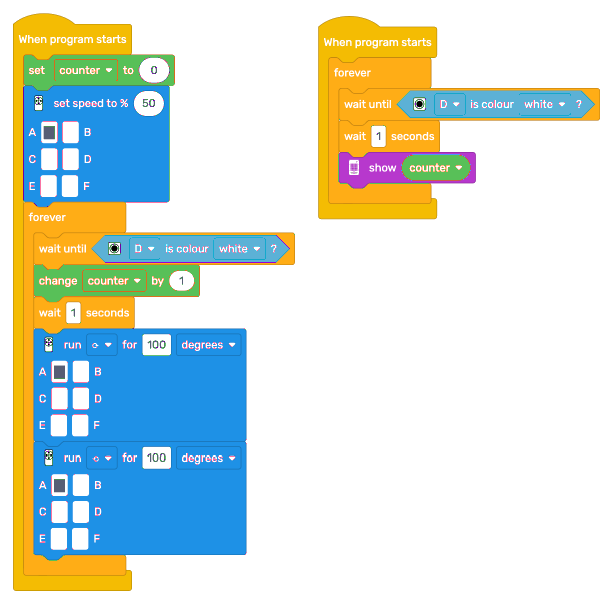 When program starts
set counter to 0
set speed to % 50
A B
C D
E F
forever
wait until D is colour white ?
change counter by 1
wait 1 seconds
run for 100 degrees
A B
C D
E F
run for 100 degrees
A B
C D
E F
When program starts
forever
wait until D is colour white ?
wait 1 seconds
show counter